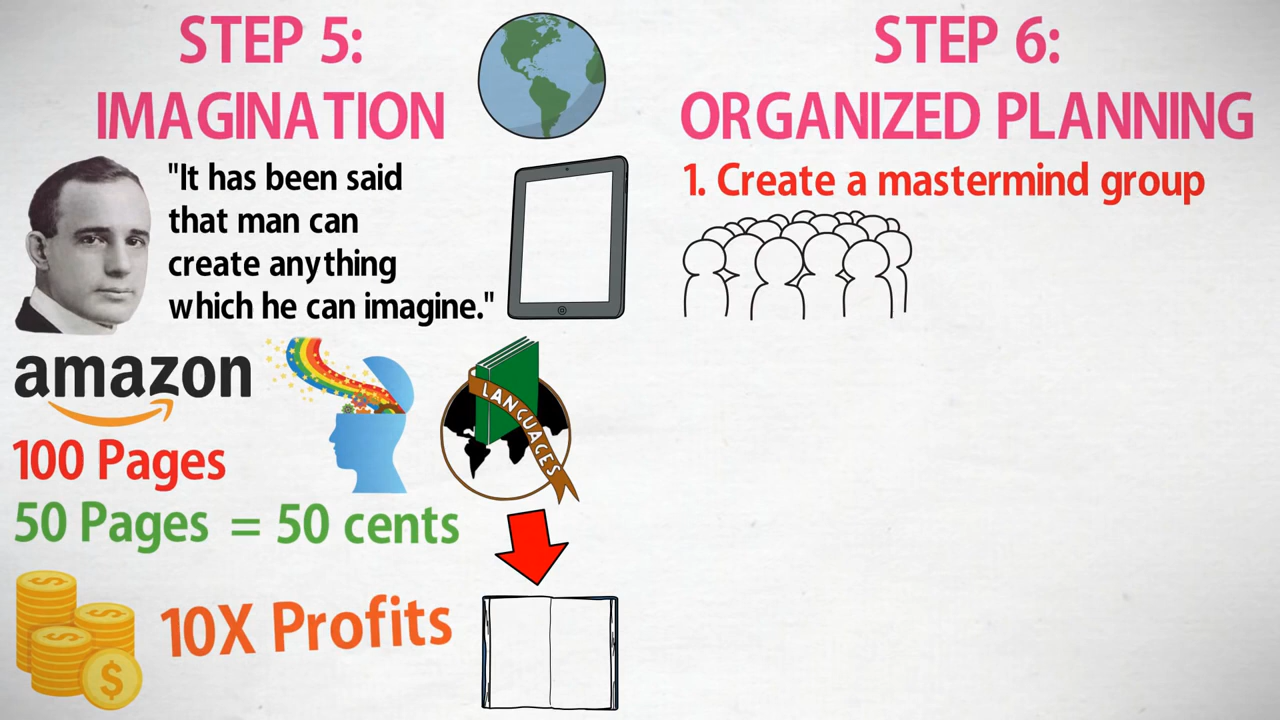 STEP 5:
IMAGINATION
"It has been said
that man can
create anything
which he can imagine."
amazon
LANGUAGES
100 Pages
50 Pages = 50 cents
10X Profits
$
$
$
$
STEP 6:
ORGANIZED PLANNING
1. Create a mastermind group